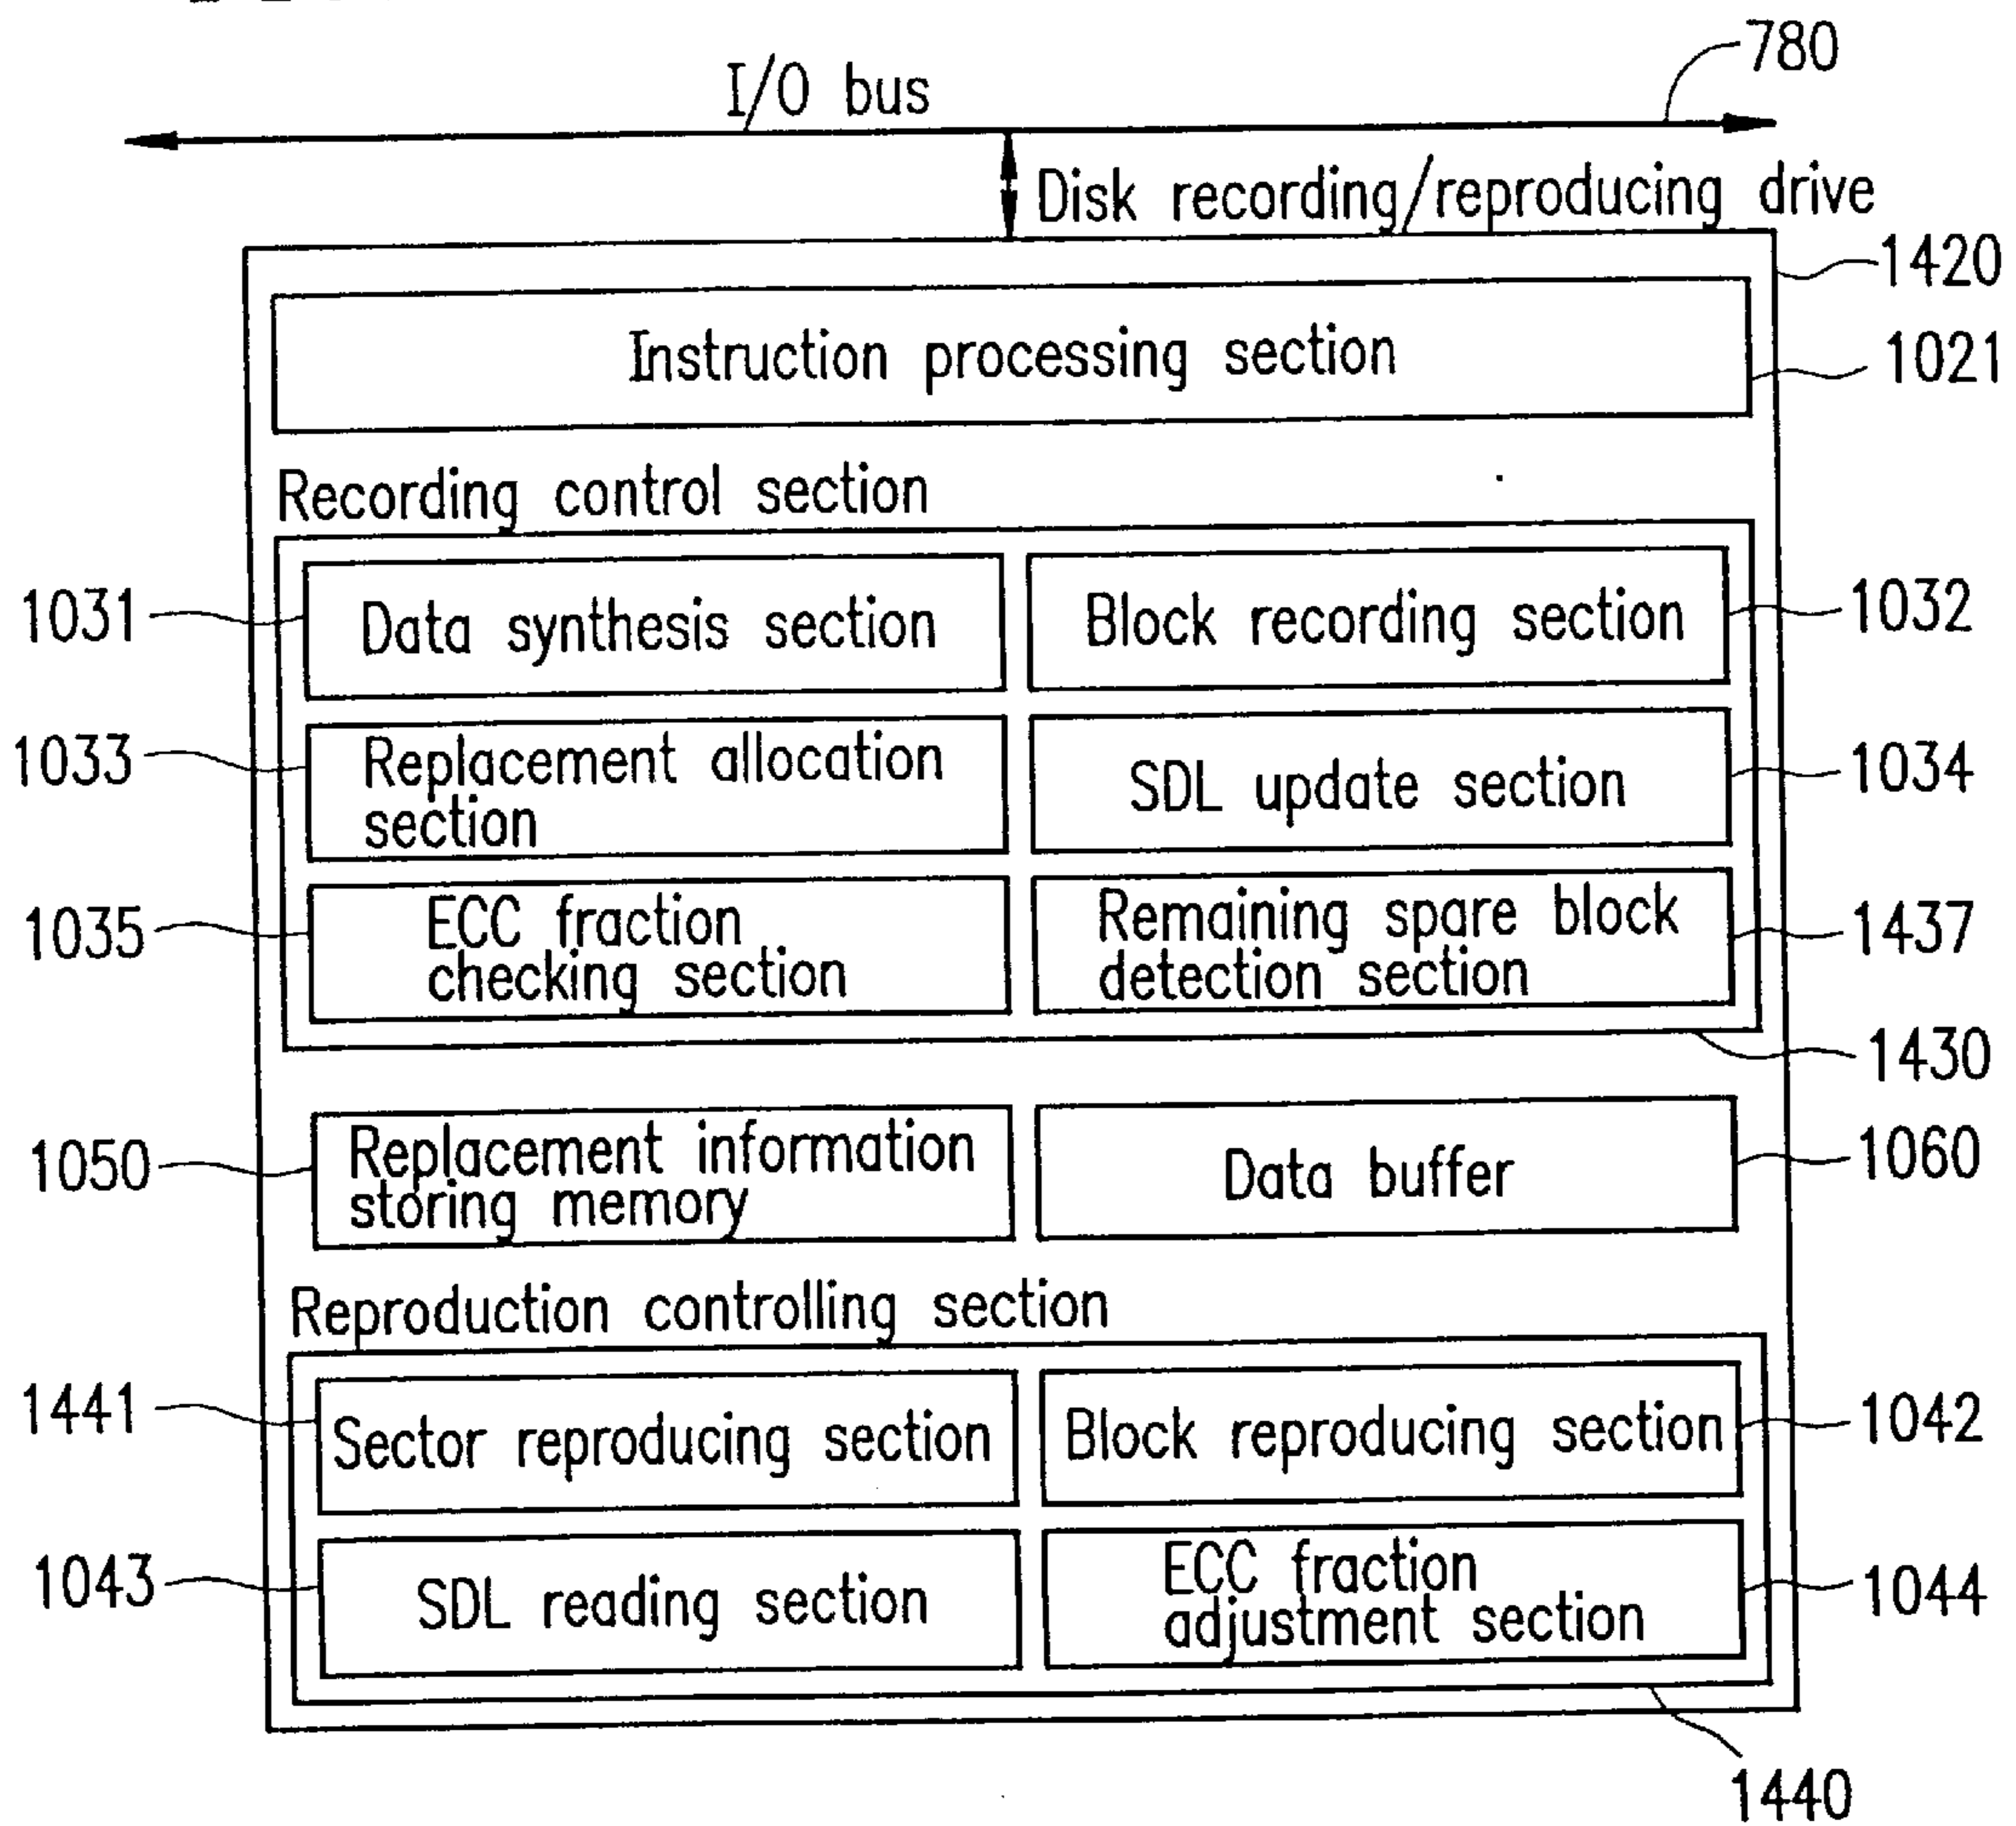 780
I/O bus
Disk recording/reproducing drive
1420
Instruction processing section
1021
Recording control section
1031
Data synthesis section
Block recording section
1032
1033
Replacement allocation
section
SDL update section
1034
1035
ECC fraction
checking section
Remaining spare block
detection section
1437
1430
1050
Replacement information
storing memory
Data buffer
1060
Reproduction controlling section
1441
Sector reproducing section
Block reproducing section
1042
1043
SDL reading section
ECC fraction
adjustment section
1044
1440